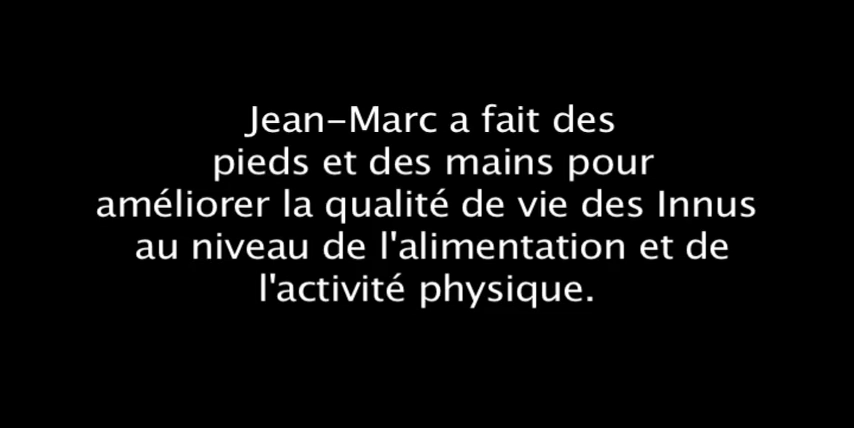 Jean-Marc a fait des
pieds et des mains pour
améliorer la qualité de vie des Innus
au niveau de l'alimentation et de
l'activité physique.